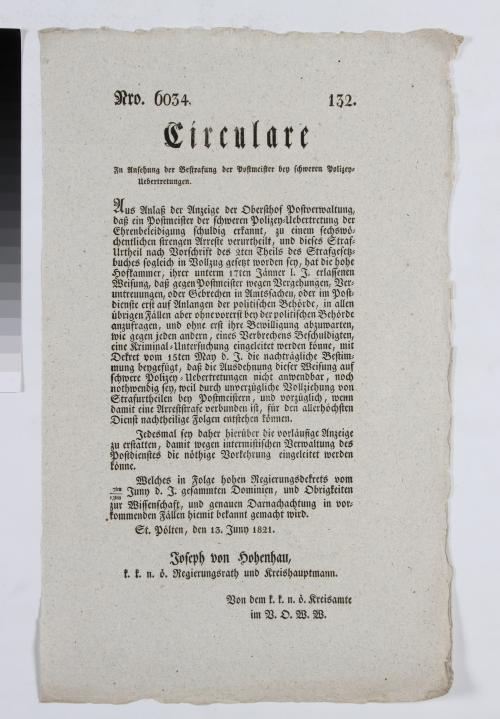 Nro. 6034. 132.
Circulare
In Ansehung der Bestrafung der Postmeister bey schweren Polizey-
Uebertretungen.
Aus Anlaß der Anzeige der Obersthof Postverwaltung,
daß ein Postmeister der schweren Polizey-Uebertretung der
Ehrenbeleidigung schuldig erkannt, zu einem sechswö-
chentlichen strengen Arreste verurtheilt, und dieses Straf-
Urtheil nach Vorschrift des 2ten Theils des Strafgesetz-
buches sogleich in Vollzug gesetzt worden sey, hat die hohe
Hofkammer, ihrer unterm 17ten Jänner l. J. erlassenen
Weisung, daß gegen Postmeister wegen Vergehungen, Ver-
untreuungen, oder Gebrechen in Amtssachen, oder im Post-
dienste erst auf Anlangen der politischen Behörde, in allen
übrigen Fällen aber ohne vorerst bey der politischen Behörde
anzufragen, und ohne erst ihre Bewilligung abzuwarten,
wie gegen jeden andern, eines Verbrechens Beschuldigten,
eine Kriminal-Untersuchung eingeleitet werden könne, mit
Dekret vom 15ten May d. J. die nachträgliche Bestim-
mung beygefügt, daß die Ausdehnung dieser Weisung auf
schwere Polizey-Uebertretungen nicht anwendbar, noch
nothwendig sey, weil durch unverzügliche Vollziehung von
Strafurtheilen bey Postmeistern, und vorzüglich, wenn
damit eine Arreststrafe verbunden ist, für den allerhöchsten
Dienst nachtheilige Folgen entstehen können.
Jedesmal sey daher hierüber die vorläufige Anzeige
zu erstatten, damit wegen intermistischen Verwaltung des
Postdienstes die nöthige Vorkehrung eingeleitet werden
könne.
Welches in Folge hohen Regierungsdekrets vom
7ten/13ten Juny d. J. gesammten Dominien, und Obrigkeiten
zur Wissenschaft, und genauen Darnachachtung in vor-
kommenden Fällen hiemit bekannt gemacht wird.
St. Pölten, den 13. Juny 1821.
Joseph von Hohenhau,
k. k. n. ö. Regierungsrath und Kreishauptmann.
Von dem k. k. n. ö. Kreisamte
im V. O. W. W.